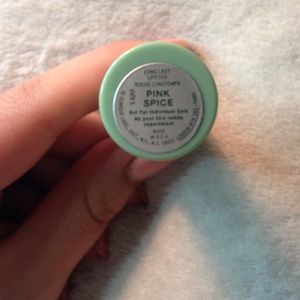 LONG LAST
LIPSTICK
ROUGE LONGTEMPS
PINK
SPICE
Not For Individual Sale
Ne peut être vendu
séparément
MADE
IN U.S.A.